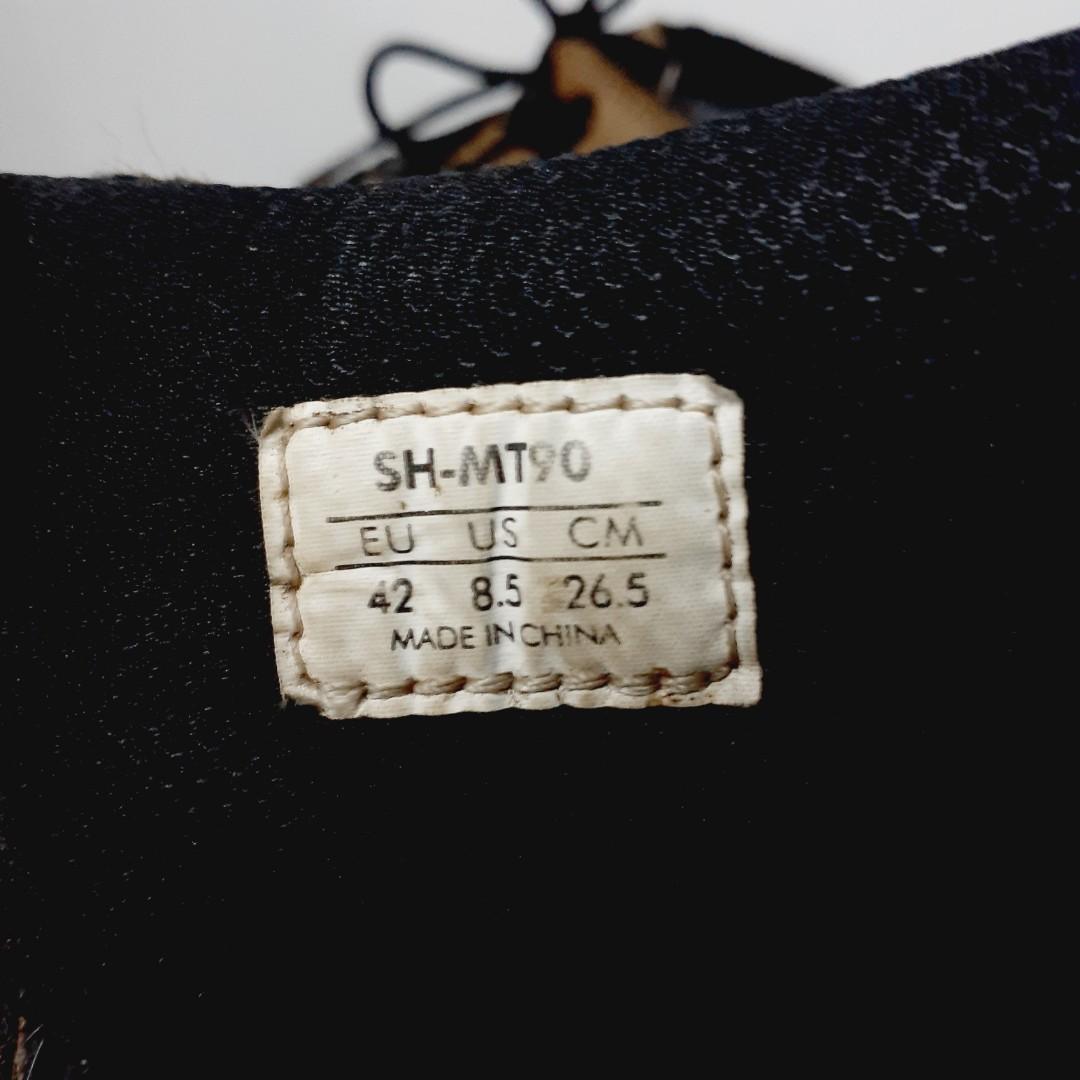 SH-MT90
EU US CM
42 8.5 26.5
MADE IN CHINA